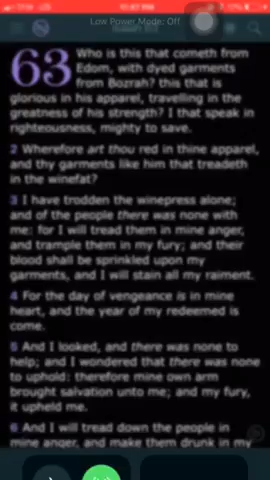 Low Power Mode: Off
63 Who is this that cometh from
Edom, with dyed garments
from Bozrah? this that is
glorious in his apparel, travelling in the
greatness of his strength? I that speak in
righteousness, mighty to save.
2 Wherefore art thou red in thine apparel,
and thy garments like him that treadeth
in the winefat?
3 I have trodden the winepress alone;
and of the people there was none with
me: for I will tread them in mine anger,
and trample them in my fury; and their
blood shall be sprinkled upon my
garments, and I will stain all my raiment.
4 For the day of vengeance is in mine
heart, and the year of my redeemed is
come.
5 And I looked, and there was none to
help; and I wondered that there was none
to uphold: therefore mine own arm
brought salvation unto me; and my fury,
it upheld me.
6 And I will tread down the people in
mine anger, and make them drunk in my